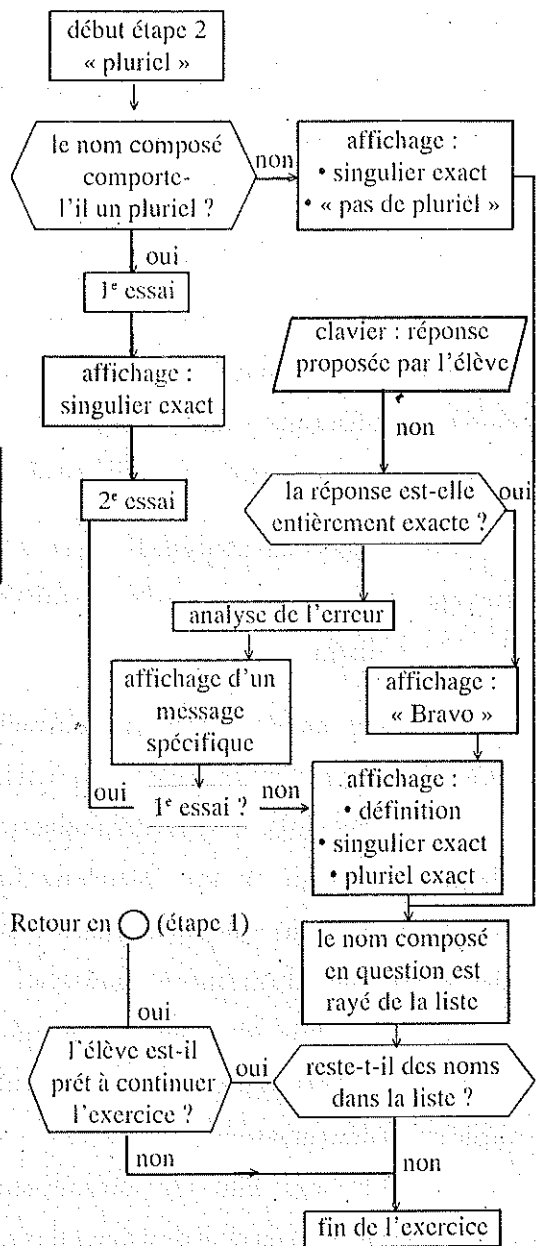 début étape 2
« pluriel »
le nom composé
comporte-
l'il un pluriel ?
non
affichage :
• singulier exact
• « pas de pluriel »
oui
1e essai
clavier : réponse
proposée par l'élève
affichage :
singulier exact
non
2e essai
la réponse est-elle
entièrement exacte ?
oui
analyse de l'erreur
affichage d'un
message
spécifique
affichage :
« Bravo »
oui
1e essai ?
non
affichage :
• définition
• singulier exact
• pluriel exact
Retour en (étape 1)
le nom composé
en question est
rayé de la liste
oui
l'élève est-il
prét à continuer
l'exercice ?
oui
reste-t-il des noms
dans la liste ?
non
non
fin de l'exercice